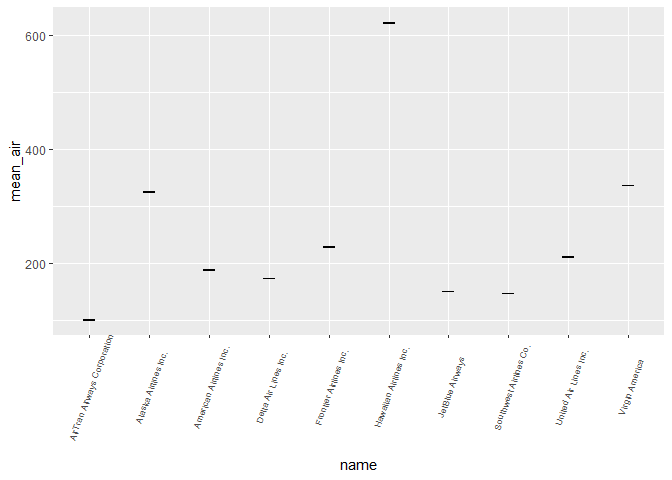 600
400
200
mean_air
AirTran Airways Corporation
Alaska Airlines Inc.
American Airlines Inc.
Delta Air Lines Inc.
Frontier Airlines Inc.
Hawaiian Airlines Inc.
JetBlue Airways
Southwest Airlines Co.
United Air Lines Inc.
Virgin America
name